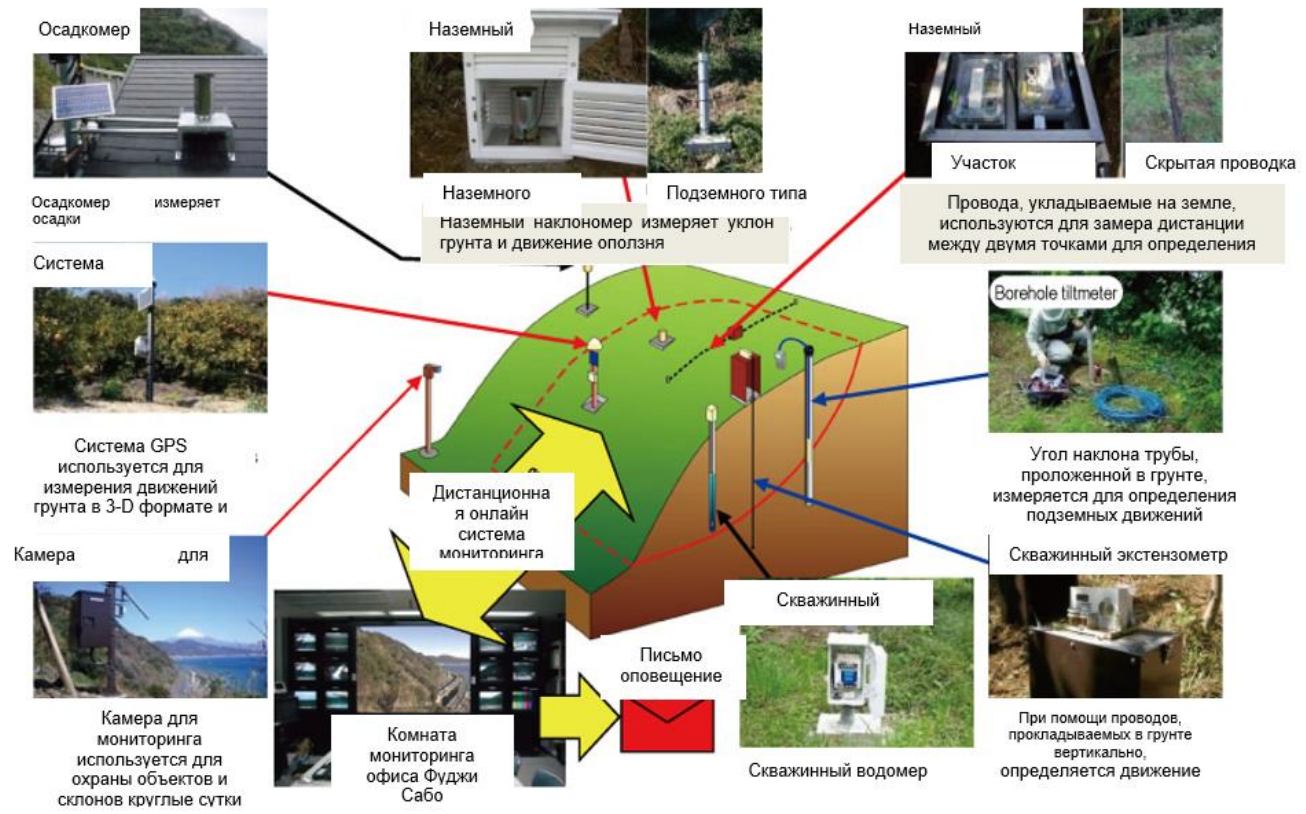 Осадкомер
Осадкомер измеряет
осадки
Система
Система GPS
используется для
измерения движений
грунта в 3-D формате и
Камера для
Камера для
мониторинга
используется для
охраны объектов и
склонов круглые сутки
Наземный
Наземного
Подземного типа
Наземный наклономер измеряет уклон
грунта и движение оползня
Наземный
Участок
Скрытая проводка
Провода, укладываемые на земле,
используются для замера дистанции
между двумя точками для определения
Borehole tiltmeter
Угол наклона трубы,
проложенной в грунте,
измеряется для определения
подземных движений
Скважинный экстензометр
При помощи проводов,
прокладываемых в грунте
вертикально,
определяется движение
Дистанционна
я онлайн
система
мониторинга
Комната
мониторинга
офиса Фуджи
Сабо
Письмо
оповещение
Скважинный
Скважинный водомер